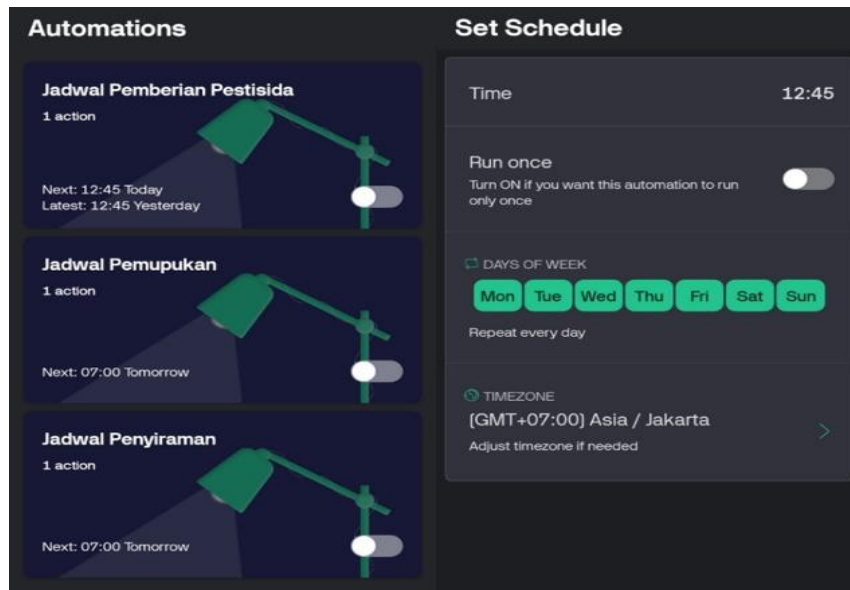 Automations
Jadwal Pemberian Pestisida
1 action
Next: 12:45 Today
Latest: 12:45 Yesterday
Jadwal Pemupukan
1 action
Next: 07:00 Tomorrow
Jadwal Penyiraman
1 action
Next: 07:00 Tomorrow
Set Schedule
Time 12:45
Run once
Turn ON if you want this automation to run
only once
DAYS OF WEEK
Mon Tue Wed Thu Fri Sat Sun
Repeat every day
TIMEZONE
(GMT+07:00) Asia / Jakarta
Adjust timezone if needed